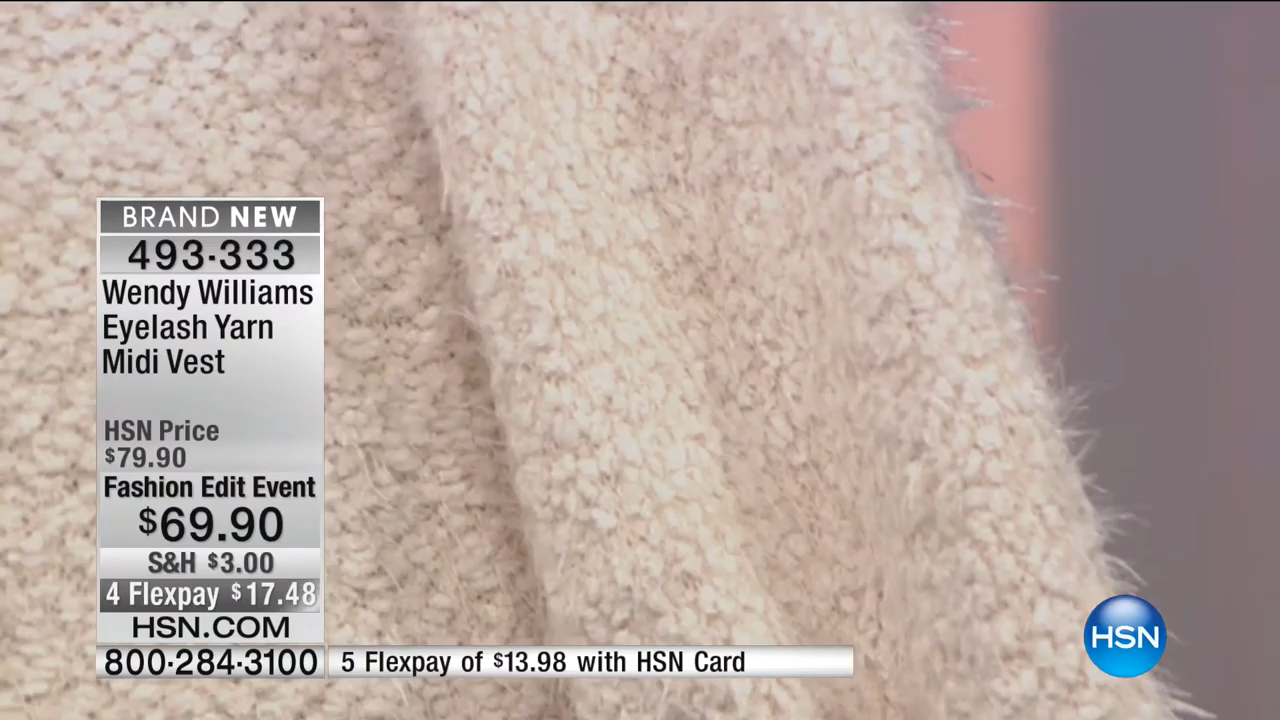 BRAND NEW
493·333
Wendy Williams
Eyelash Yarn
Midi Vest
HSN Price
$79.90
Fashion Edit Event
$69.90
S&H $3.00
4 Flexpay $17.48
HSN.COM
800·284·3100
5 Flexpay of $13.98 with HSN Card
HSN